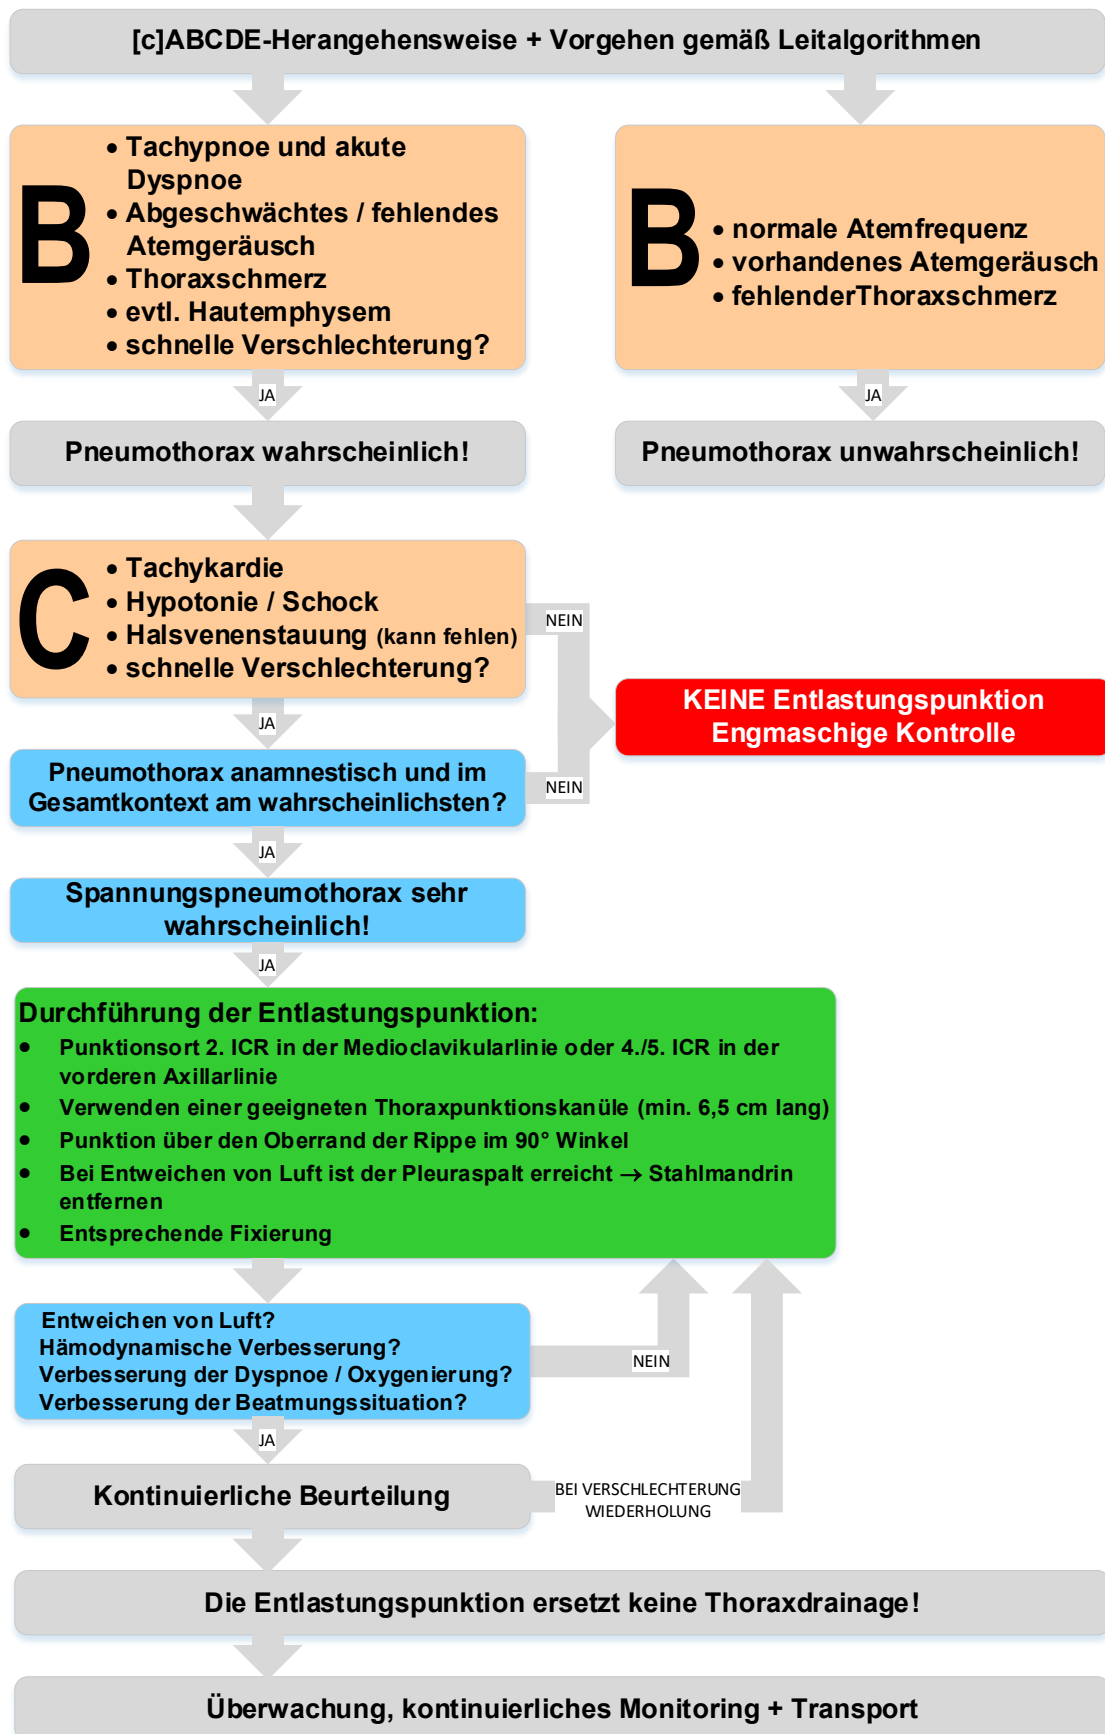 [c]ABCDE-Herangehensweise + Vorgehen gemäß Leitalgorithmen
B
• Tachypnoe und akute
Dyspnoe
• Abgeschwächtes / fehlendes
Atemgeräusch
• Thoraxschmerz
• evtl. Hautemphysem
• schnelle Verschlechterung?
B
• normale Atemfrequenz
• vorhandenes Atemgeräusch
• fehlenderThoraxschmerz
JA
JA
Pneumothorax wahrscheinlich!
Pneumothorax unwahrscheinlich!
C
• Tachykardie
• Hypotonie / Schock
• Halsvenenstauung (kann fehlen)
• schnelle Verschlechterung?
NEIN
KEINE Entlastungspunktion
Engmaschige Kontrolle
JA
Pneumothorax anamnestisch und im
Gesamtkontext am wahrscheinlichsten?
NEIN
JA
Spannungspneumothorax sehr
wahrscheinlich!
JA
Durchführung der Entlastungspunktion:
• Punktionsort 2. ICR in der Medioclavikularlinie oder 4./5. ICR in der
vorderen Axillarlinie
• Verwenden einer geeigneten Thoraxpunktionskanüle (min. 6,5 cm lang)
• Punktion über den Oberrand der Rippe im 90° Winkel
• Bei Entweichen von Luft ist der Pleuraspalt erreicht → Stahlmandrin
entfernen
• Entsprechende Fixierung
Entweichen von Luft?
Hämodynamische Verbesserung?
Verbesserung der Dyspnoe / Oxygenierung?
Verbesserung der Beatmungssituation?
NEIN
JA
Kontinuierliche Beurteilung
BEI VERSCHLECHTERUNG
WIEDERHOLUNG
Die Entlastungspunktion ersetzt keine Thoraxdrainage!
Überwachung, kontinuierliches Monitoring + Transport